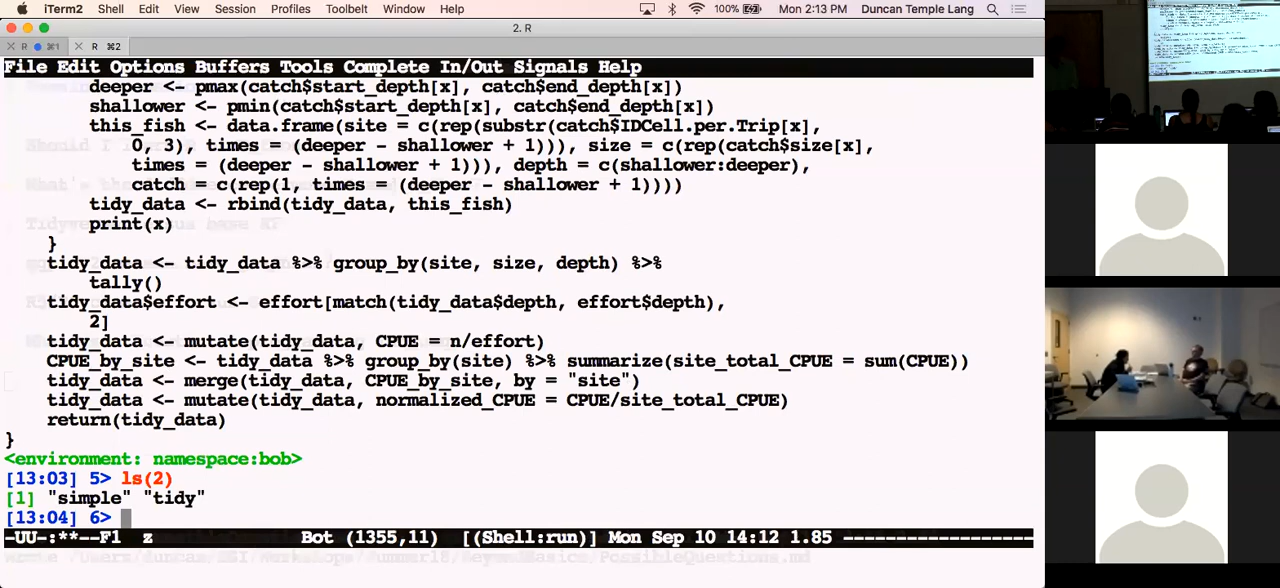 iTerm2 Shell Edit View Session Profiles Toolbelt Window Help 100% Mon 2:13 PM Duncan Temple Lang
2. R
R ⌘1 R ⌘2
File Edit Options Buffers Tools Complete In/Out Signals Help
deeper <- pmax(catch$start_depth[x], catch$end_depth[x])
shallower <- pmin(catch$start_depth[x], catch$end_depth[x])
this_fish <- data.frame(site = c(rep(substr(catch$IDCell.per.Trip[x],
0, 3), times = (deeper - shallower + 1))), size = c(rep(catch$size[x],
times = (deeper - shallower + 1))), depth = c(shallower:deeper),
catch = c(rep(1, times = (deeper - shallower + 1))))
tidy_data <- rbind(tidy_data, this_fish)
print(x)
}
tidy_data <- tidy_data %>% group_by(site, size, depth) %>%
tally()
tidy_data$effort <- effort[match(tidy_data$depth, effort$depth),
2]
tidy_data <- mutate(tidy_data, CPUE = n/effort)
CPUE_by_site <- tidy_data %>% group_by(site) %>% summarize(site_total_CPUE = sum(CPUE))
tidy_data <- merge(tidy_data, CPUE_by_site, by = "site")
tidy_data <- mutate(tidy_data, normalized_CPUE = CPUE/site_total_CPUE)
return(tidy_data)
}
<environment: namespace:bob>
[13:03] 5> ls(2)
[1] "simple" "tidy"
[13:04] 6>
-UU-:**--F1 z Bot (1355,11) [(Shell:run)] Mon Sep 10 14:12 1.85 ------------------